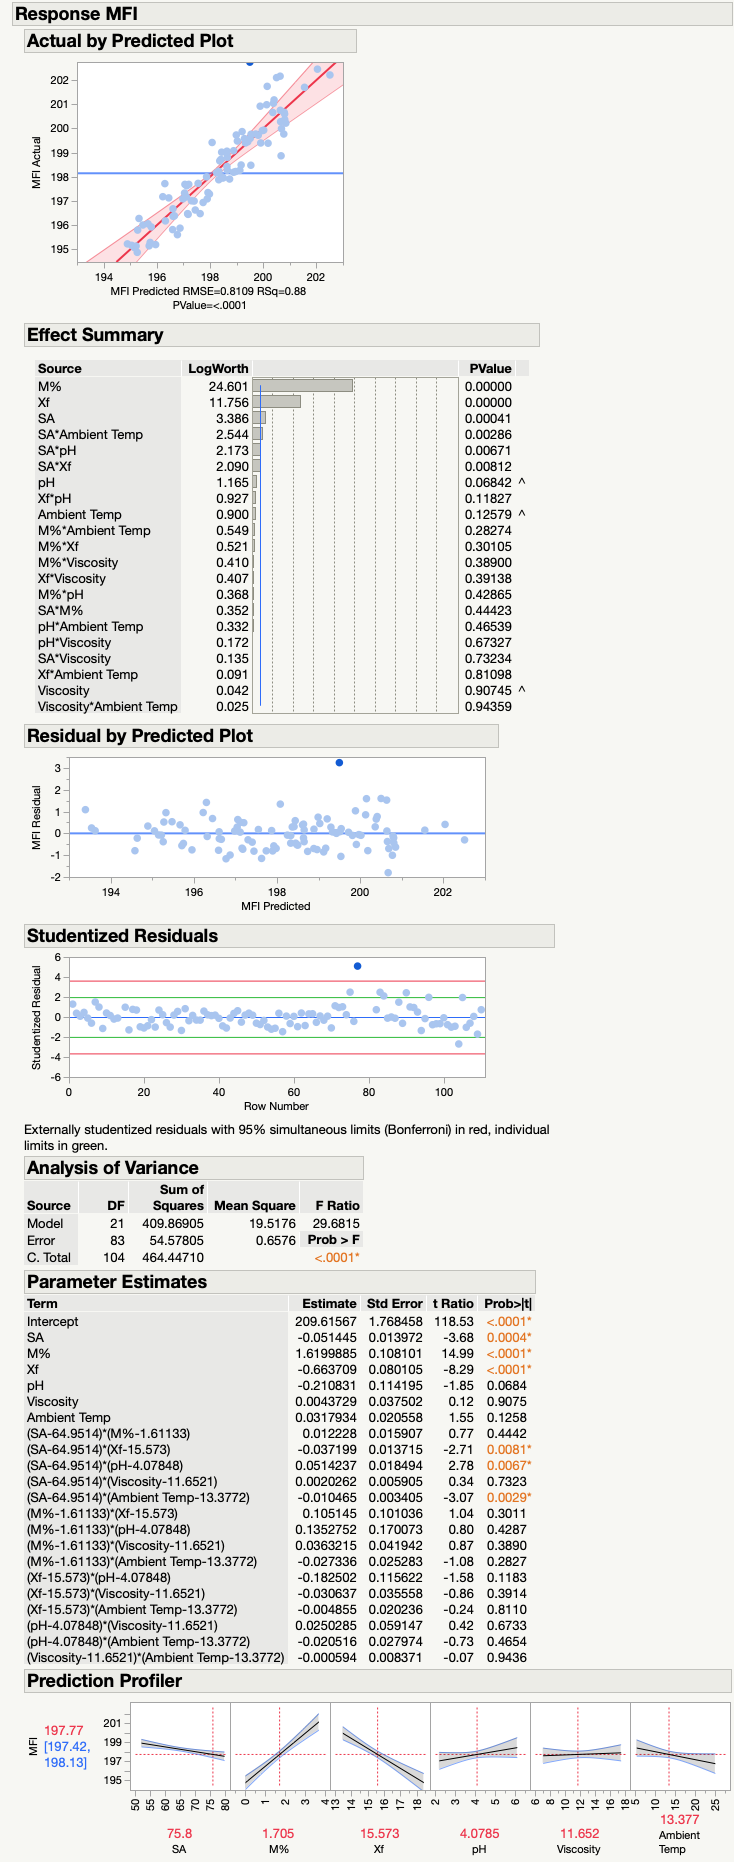 Response MFI
Actual by Predicted Plot
202
201
200
199
198
197
196
195
MFI Actual
194 196 198 200 202
MFI Predicted RMSE=0.8109 RSq=0.88
PValue=<.0001
Effect Summary
Source LogWorth PValue
M% 24.601 0.00000
Xf 11.756 0.00000
SA 3.386 0.00041
SA*Ambient Temp 2.544 0.00286
SA*pH 2.173 0.00671
SA*Xf 2.090 0.00812
pH 1.165 0.06842 ^
Xf*pH 0.927 0.11827
Ambient Temp 0.900 0.12579 ^
M%*Ambient Temp 0.549 0.28274
M%*Xf 0.521 0.30105
M%*Viscosity 0.410 0.38900
Xf*Viscosity 0.407 0.39138
M%*pH 0.368 0.42865
SA*M% 0.352 0.44423
pH*Ambient Temp 0.332 0.46539
pH*Viscosity 0.172 0.67327
SA*Viscosity 0.135 0.73234
Xf*Ambient Temp 0.091 0.81098
Viscosity 0.042 0.90745 ^
Viscosity*Ambient Temp 0.025 0.94359
Residual by Predicted Plot
3
2
1
0
-1
-2
MFI Residual
194 196 198 200 202
MFI Predicted
Studentized Residuals
6
4
2
0
-2
-4
-6
Studentized Residual
0 20 40 60 80 100
Row Number
Externally studentized residuals with 95% simultaneous limits (Bonferroni) in red, individual
limits in green.
Analysis of Variance
Source DF Sum of Squares Mean Square F Ratio
Model 21 409.86905 19.5176 29.6815
Error 83 54.57805 0.6576 Prob > F
C. Total 104 464.44710 <.0001*
Parameter Estimates
Term Estimate Std Error t Ratio Prob>|t|
Intercept 209.61567 1.768458 118.53 <.0001*
SA -0.051445 0.013972 -3.68 0.0004*
M% 1.6199885 0.108101 14.99 <.0001*
Xf -0.663709 0.080105 -8.29 <.0001*
pH -0.210831 0.114195 -1.85 0.0684
Viscosity 0.0043729 0.037502 0.12 0.9075
Ambient Temp 0.0317934 0.020558 1.55 0.1258
(SA-64.9514)*(M%-1.61133) 0.012228 0.015907 0.77 0.4442
(SA-64.9514)*(Xf-15.573) -0.037199 0.013715 -2.71 0.0081*
(SA-64.9514)*(pH-4.07848) 0.0514237 0.018494 2.78 0.0067*
(SA-64.9514)*(Viscosity-11.6521) 0.0020262 0.005905 0.34 0.7323
(SA-64.9514)*(Ambient Temp-13.3772) -0.010465 0.003405 -3.07 0.0029*
(M%-1.61133)*(Xf-15.573) 0.105145 0.101036 1.04 0.3011
(M%-1.61133)*(pH-4.07848) 0.1352752 0.170073 0.80 0.4287
(M%-1.61133)*(Viscosity-11.6521) 0.0363215 0.041942 0.87 0.3890
(M%-1.61133)*(Ambient Temp-13.3772) -0.027336 0.025283 -1.08 0.2827
(Xf-15.573)*(pH-4.07848) -0.182502 0.115622 -1.58 0.1183
(Xf-15.573)*(Viscosity-11.6521) -0.030637 0.035558 -0.86 0.3914
(Xf-15.573)*(Ambient Temp-13.3772) -0.004855 0.020236 -0.24 0.8110
(pH-4.07848)*(Viscosity-11.6521) 0.0250285 0.059147 0.42 0.6733
(pH-4.07848)*(Ambient Temp-13.3772) -0.020516 0.027974 -0.73 0.4654
(Viscosity-11.6521)*(Ambient Temp-13.3772) -0.000594 0.008371 -0.07 0.9436
Prediction Profiler
MFI
197.77
[197.42,
198.13]
201
199
197
195
50 55 60 65 70 75 80
0 1 2 3 4
13 14 15 16 17 18
2 3 4 5 6
6 8 10 12 14 16 18
5 10 15 20 25
75.8
SA
1.705
M%
15.573
Xf
4.0785
pH
11.652
Viscosity
13.377
Ambient
Temp